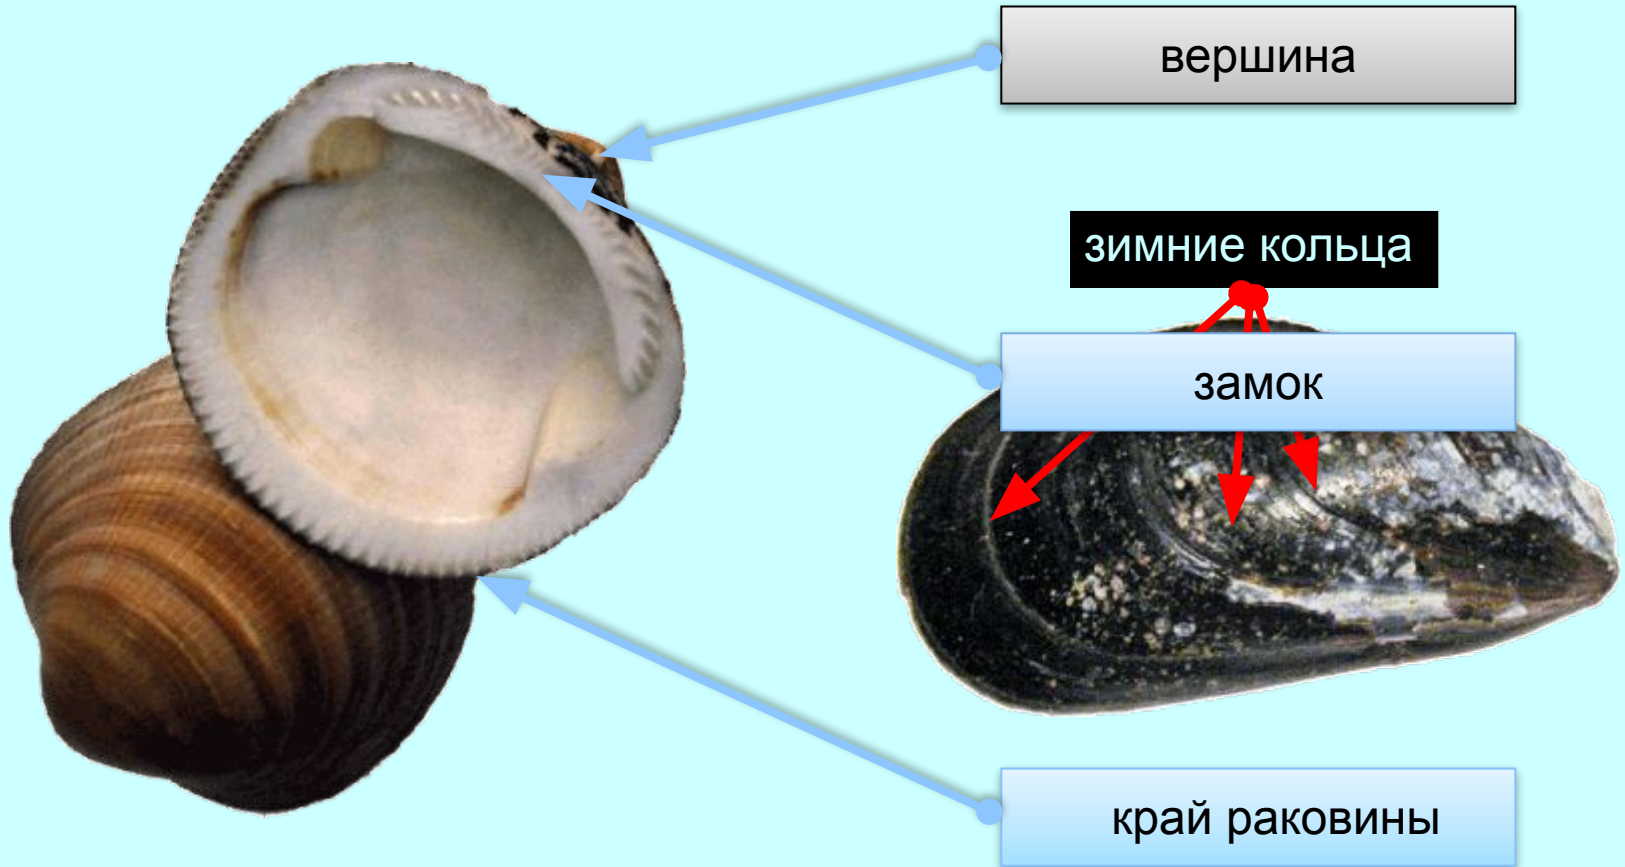 вершина
зимние кольца
замок
край раковины